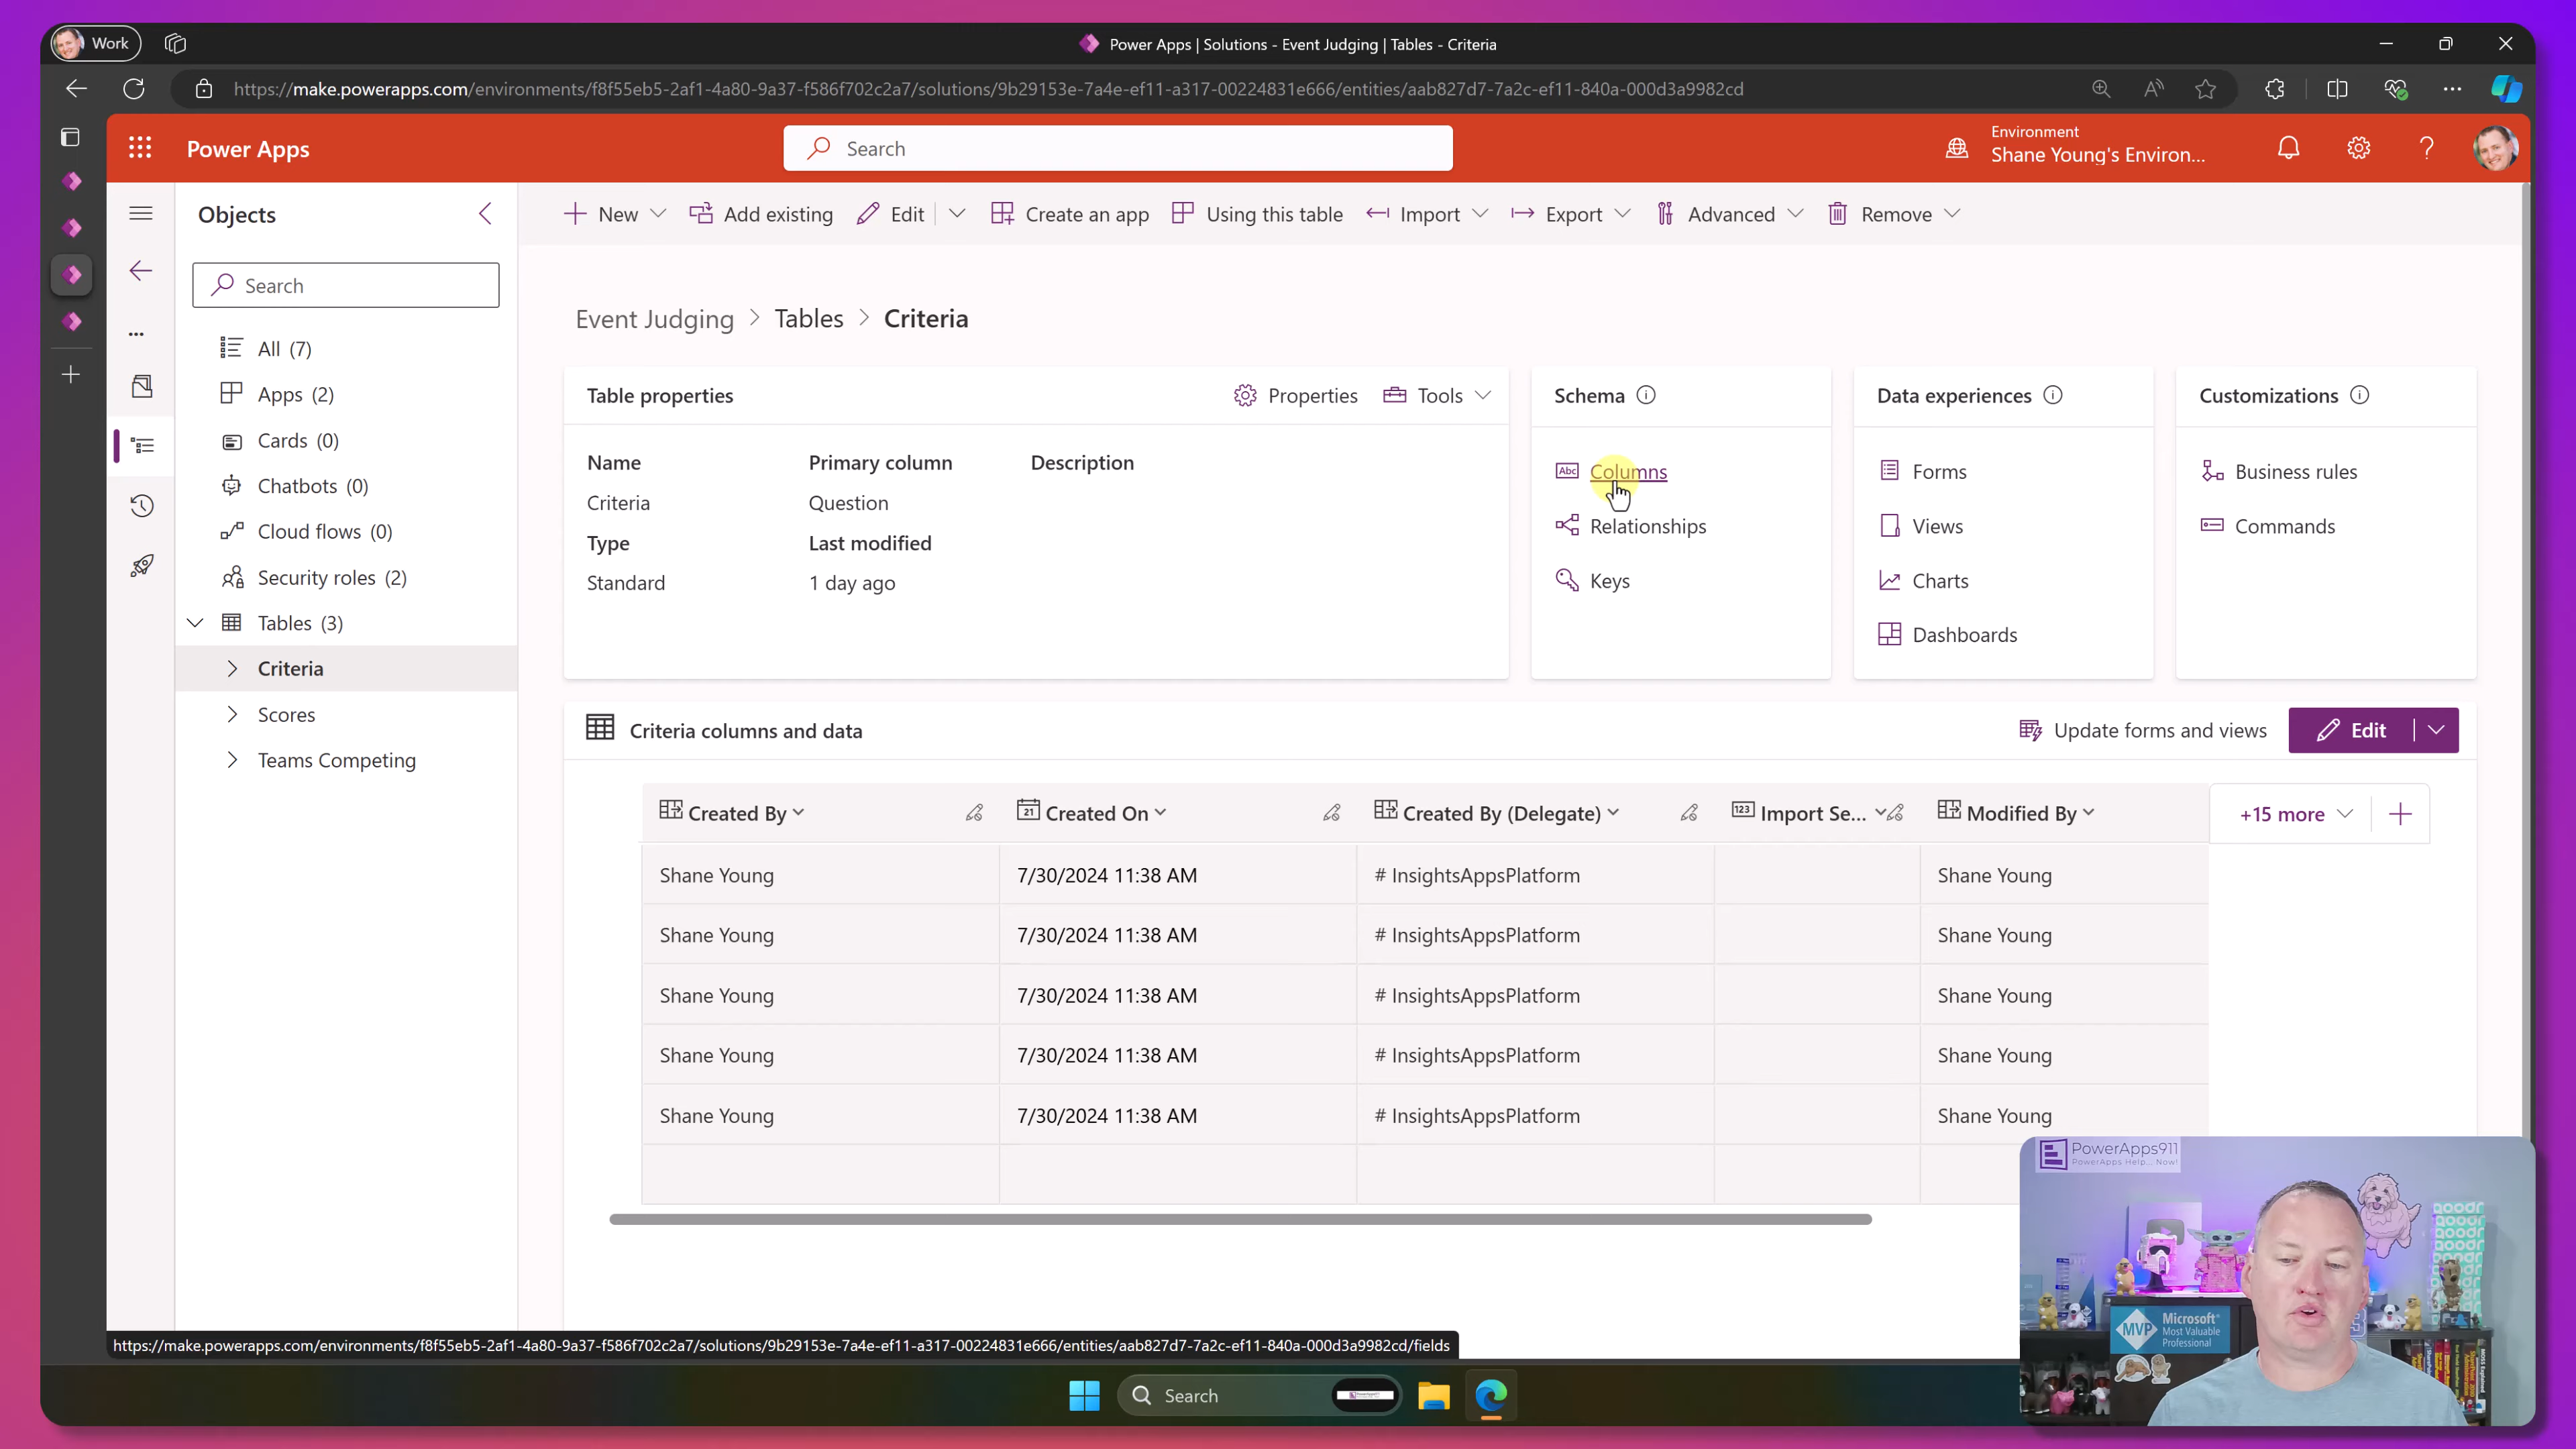 Work
Power Apps | Solutions - Event Judging | Tables - Criteria
https://make.powerapps.com/environments/f8f55eb5-2af1-4a80-9a37-f586f702c2a7/solutions/9b29153e-7a4e-ef11-a317-00224831e666/entities/aab827d7-7a2c-ef11-840a-000d3a9982cd
Power Apps
Search
Environment
Shane Young's Environ...
Objects
Search
All (7)
Apps (2)
Cards (0)
Chatbots (0)
Cloud flows (0)
Security roles (2)
Tables (3)
Criteria
Scores
Teams Competing
New
Add existing
Edit
Create an app
Using this table
Import
Export
Advanced
Remove
Event Judging > Tables > Criteria
Table properties
Properties
Tools
Name
Primary column
Description
Criteria
Question
Type
Last modified
Standard
1 day ago
Schema
Columns
Relationships
Keys
Data experiences
Forms
Views
Charts
Dashboards
Customizations
Business rules
Commands
Criteria columns and data
Update forms and views
Edit
Created By
Created On
Created By (Delegate)
Import Se...
Modified By
+15 more
Shane Young 7/30/2024 11:38 AM # InsightsAppsPlatform Shane Young
Shane Young 7/30/2024 11:38 AM # InsightsAppsPlatform Shane Young
Shane Young 7/30/2024 11:38 AM # InsightsAppsPlatform Shane Young
Shane Young 7/30/2024 11:38 AM # InsightsAppsPlatform Shane Young
Shane Young 7/30/2024 11:38 AM # InsightsAppsPlatform Shane Young
https://make.powerapps.com/environments/f8f55eb5-2af1-4a80-9a37-f586f702c2a7/solutions/9b29153e-7a4e-ef11-a317-00224831e666/entities/aab827d7-7a2c-ef11-840a-000d3a9982cd/fields
Search
PowerApps911
PowerApps Help... Now!
MVP
Microsoft®
Most Valuable
Professional